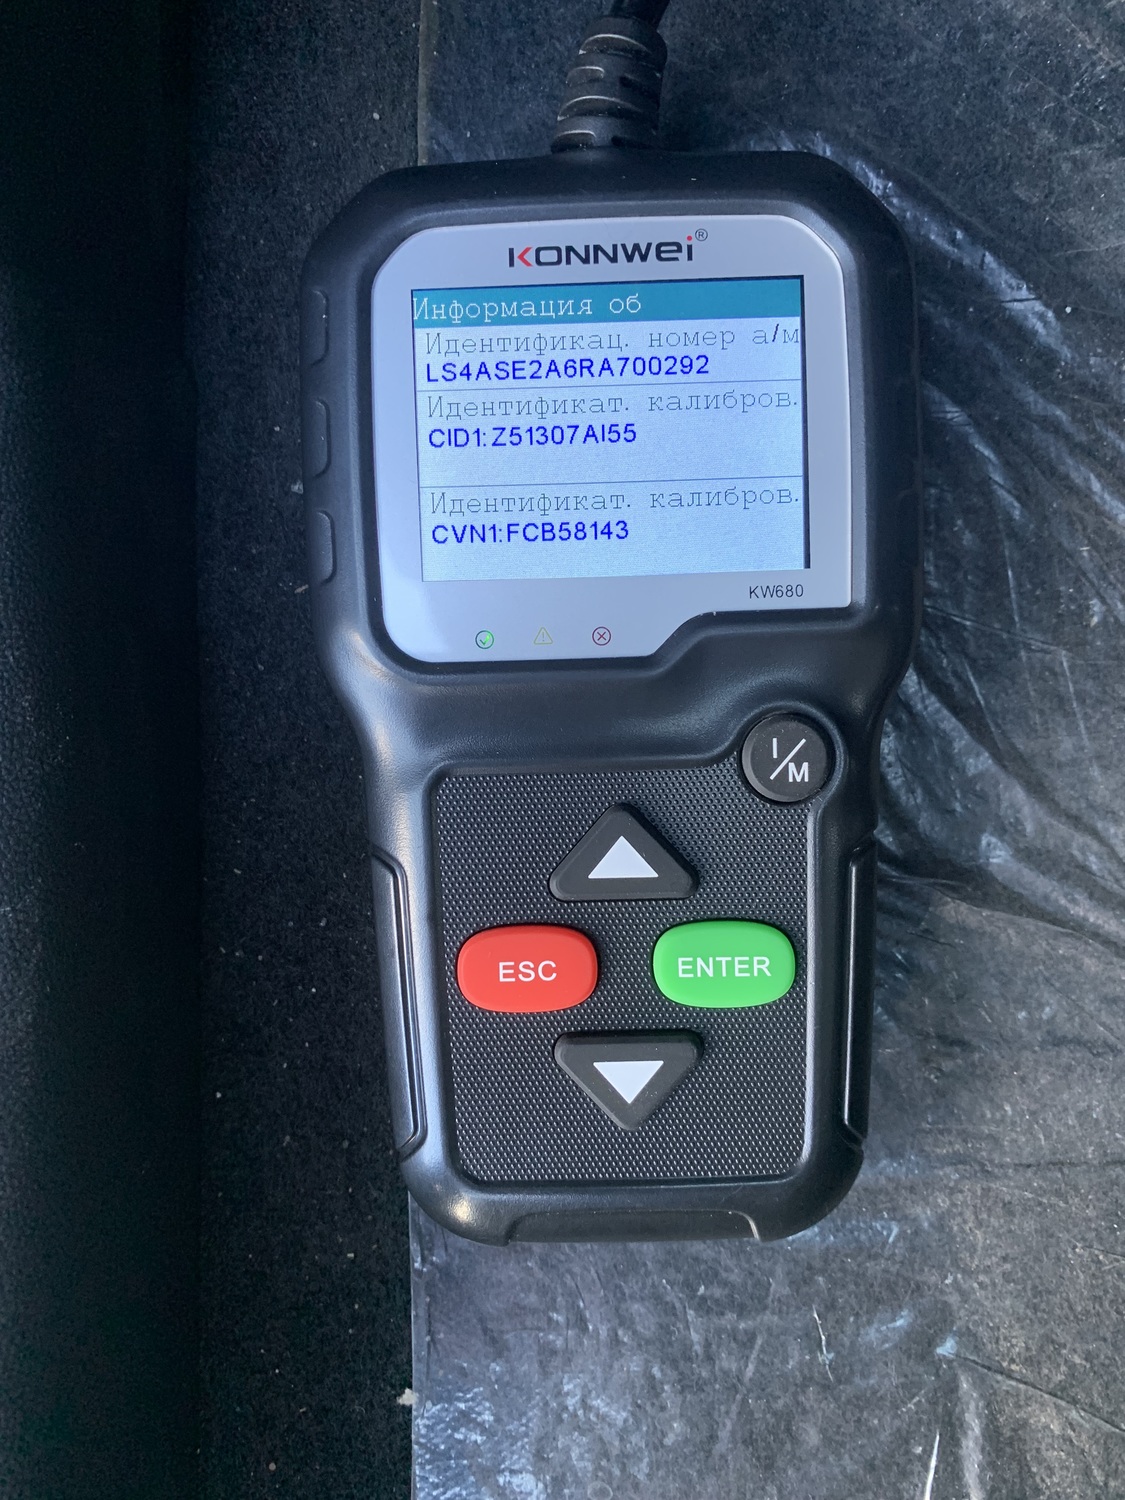 KONNWEI®
Информация об
Идентификац. номер а/м
LS4ASE2A6RA700292
Идентификат. калибров.
CID1:Z51307AI55
Идентификат. калибров.
CVN1:FCB58143
KW680
I/M
ESC
ENTER